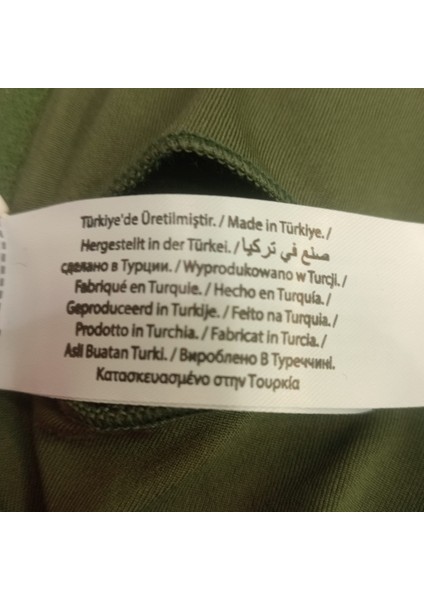 Türkiye'de Üretilmiştir. / Made in Türkiye. /
Hergestellt in der Türkei. / صنع في تركيا /
сделано в Турции. / Wyprodukowano w Turcji. /
Fabriqué en Turquie. / Hecho en Turquía. /
Geproduceerd in Turkije. / Feito na Turquia. /
Prodotto in Turchia. / Fabricat in Turcia. /
Asli Buatan Turki. / Вироблено В Туреччині.
Κατασκευασμένο στην Τουρκία